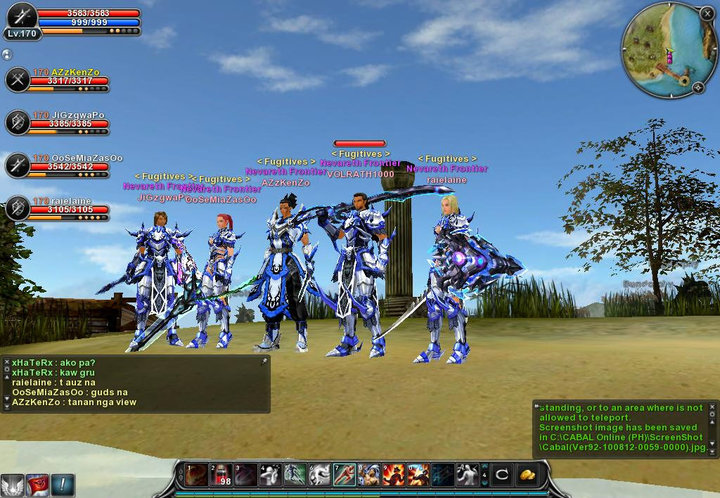 3583/3583
999/999
Lv.170
170 AZzKenZo
3317/3317
170 JiGzgwaPo
3385/3385
170 OoSeMiaZasOo
3542/3542
170 raielaine
3105/3105
< Fugitives >
Nevareth Frontier
JiGzgwaPo
< Fugitives >
Nevareth Frontier
OoSeMiaZasOo
< Fugitives >
Nevareth Frontier
AZzKenZo
< Fugitives >
Nevareth Frontier
VOLRATH1000
< Fugitives >
Nevareth Frontier
raielaine
xHaTeRx : ako pa?
xHaTeRx : kaw gru
raielaine : t auz na
OoSeMiaZasOo : guds na
AZzKenZo : tanan nga view
standing, or to an area where is not
allowed to teleport.
Screenshot image has been saved
in C:\CABAL Online (PH)\ScreenShot
\Cabal(Ver92-100812-0059-0000).jpg.
98
4